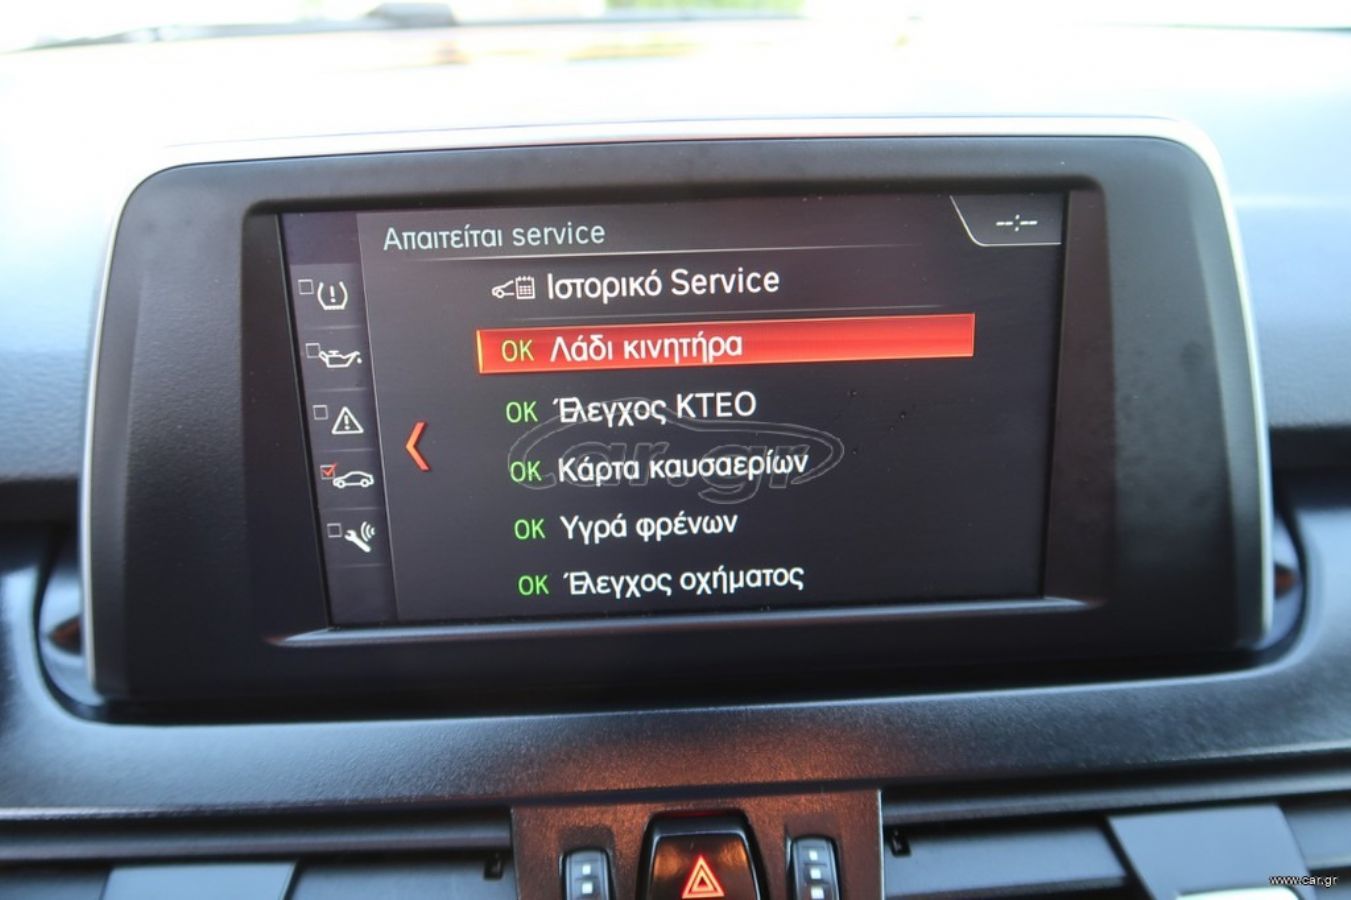 Απαιτείται service
--:--
Ιστορικό Service
OK Λάδι κινητήρα
OK Έλεγχος ΚΤΕΟ
OK Κάρτα καυσαερίων
OK Υγρά φρένων
OK Έλεγχος οχήματος
car.gr
www.car.gr